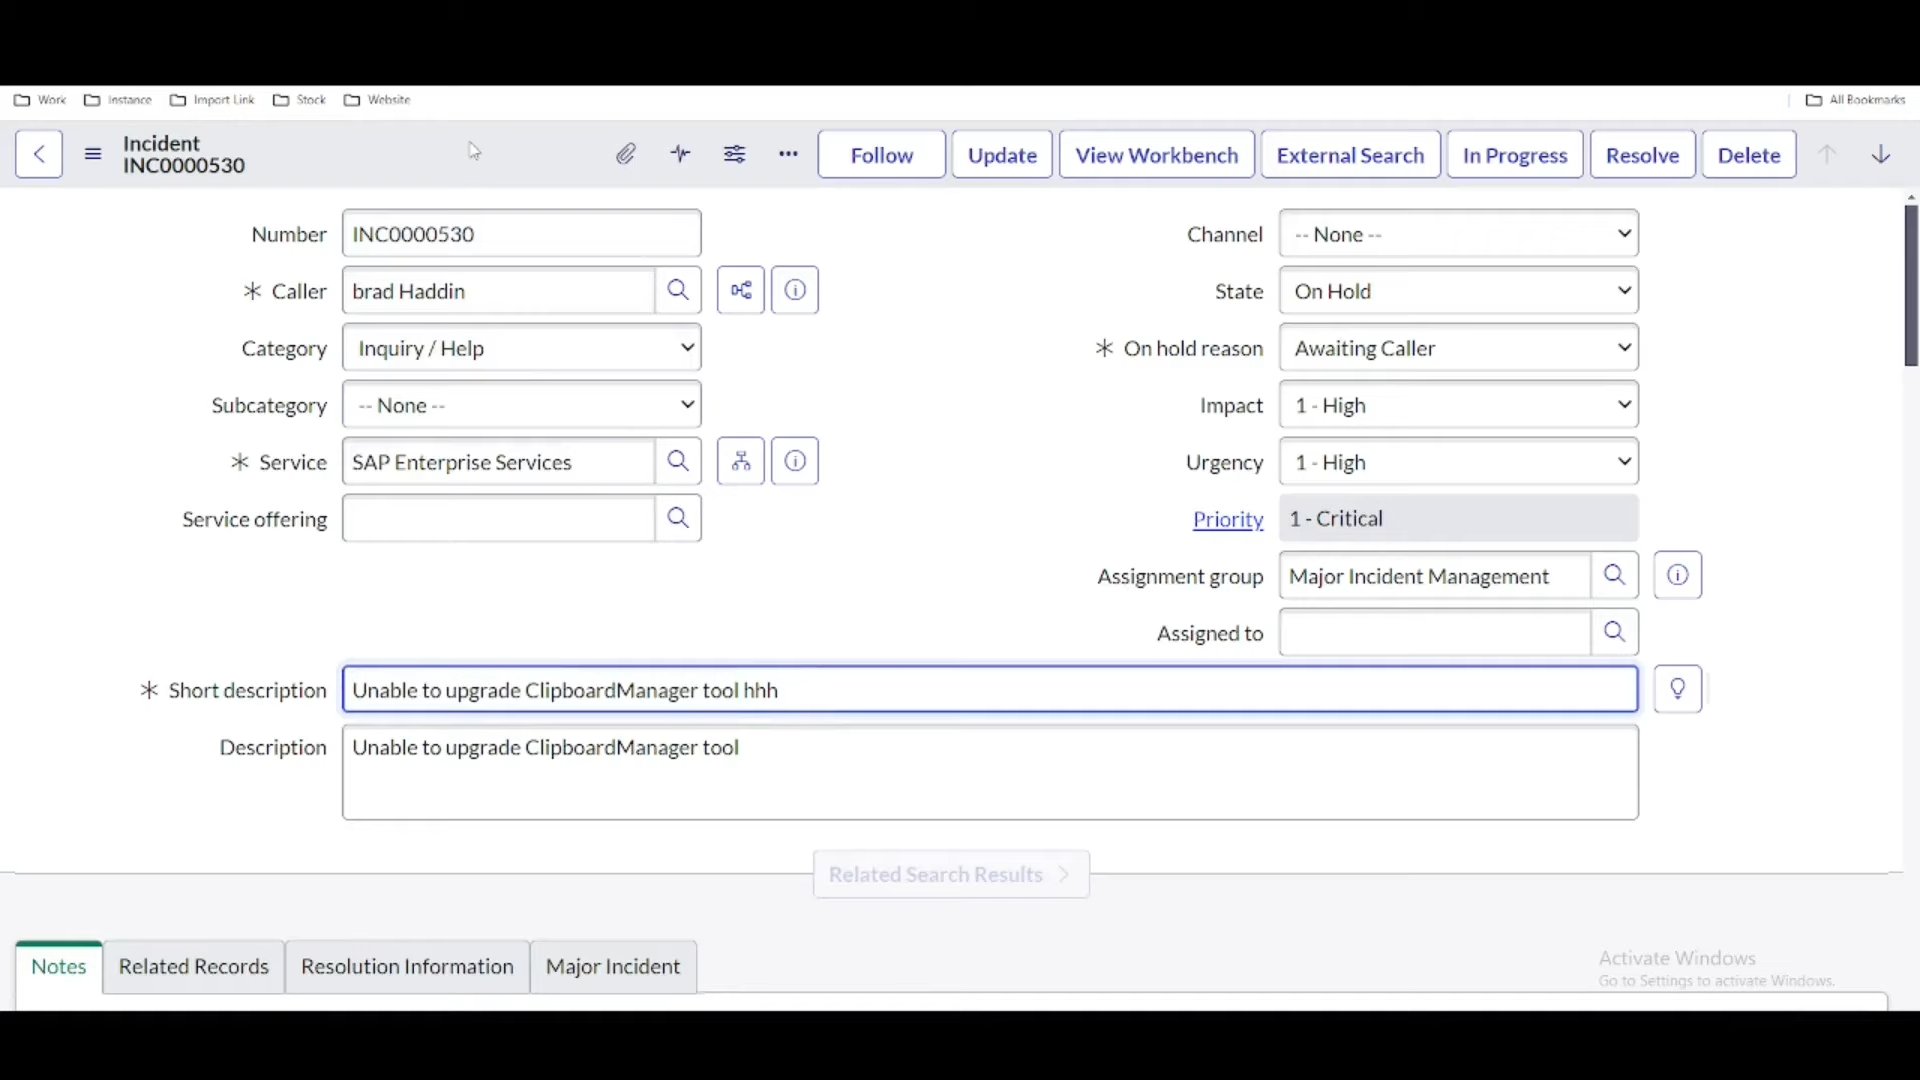 Work Instance Import Link Stock Website All Bookmarks
Incident
INC0000530
Follow Update View Workbench External Search In Progress Resolve Delete
Number INC0000530 Channel -- None --
* Caller brad Haddin State On Hold
Category Inquiry / Help * On hold reason Awaiting Caller
Subcategory -- None -- Impact 1 - High
* Service SAP Enterprise Services Urgency 1 - High
Service offering Priority 1 - Critical
Assignment group Major Incident Management
Assigned to
* Short description Unable to upgrade ClipboardManager tool hhh
Description Unable to upgrade ClipboardManager tool
Related Search Results
Notes Related Records Resolution Information Major Incident
Activate Windows
Go to Settings to activate Windows.